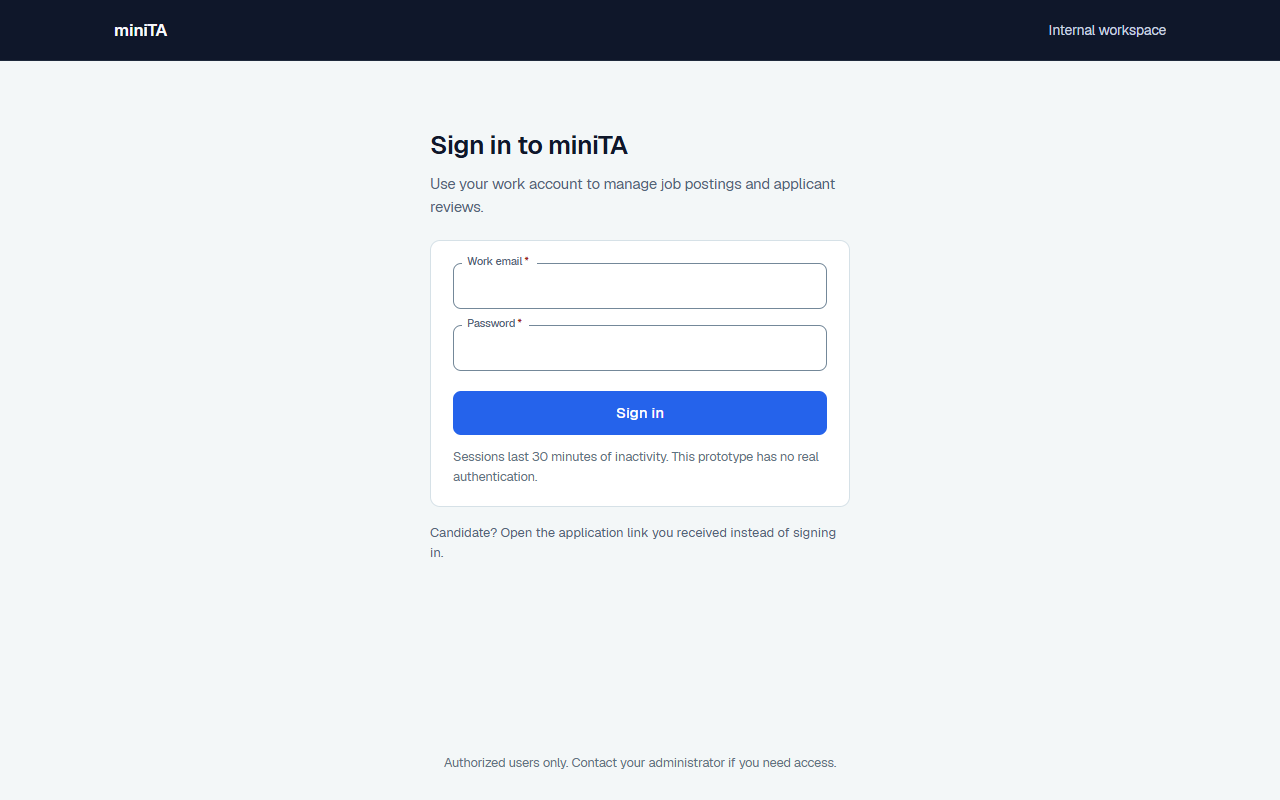 miniTA
Internal workspace
Sign in to miniTA
Use your work account to manage job postings and applicant
reviews.
Work email *
Password *
Sign in
Sessions last 30 minutes of inactivity. This prototype has no real
authentication.
Candidate? Open the application link you received instead of signing
in.
Authorized users only. Contact your administrator if you need access.